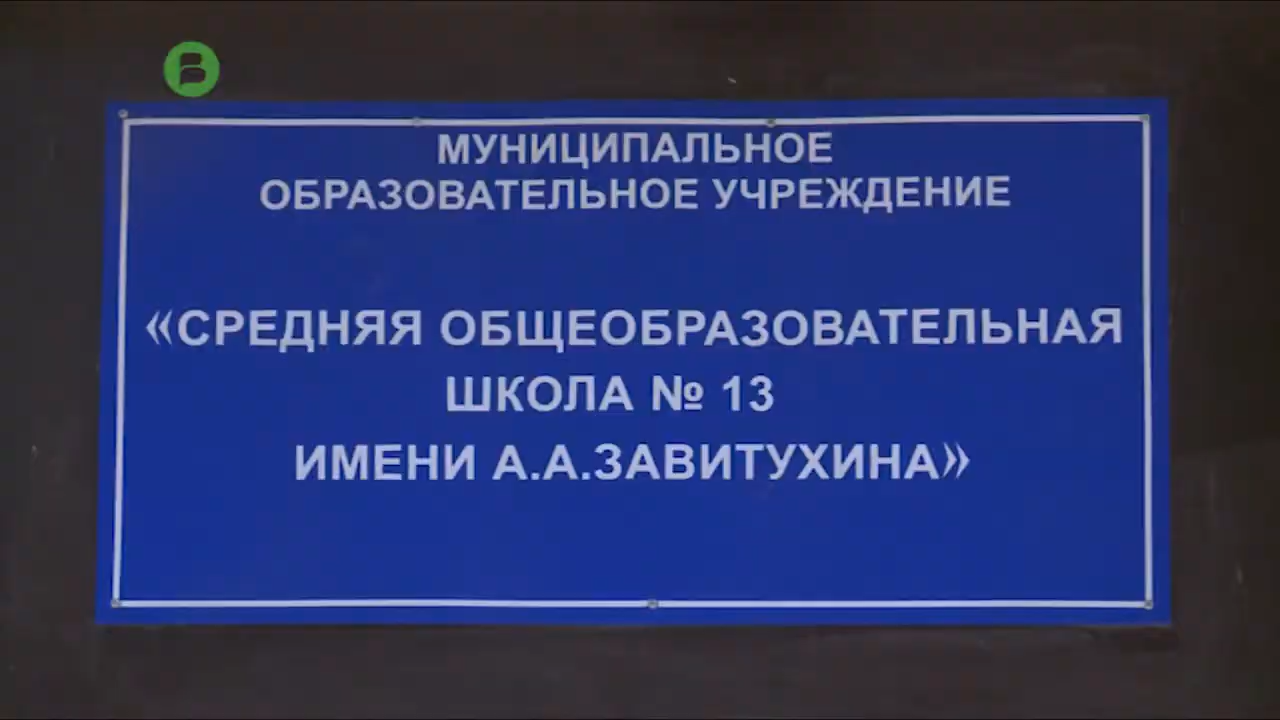 МУНИЦИПАЛЬНОЕ
ОБРАЗОВАТЕЛЬНОЕ УЧРЕЖДЕНИЕ
«СРЕДНЯЯ ОБЩЕОБРАЗОВАТЕЛЬНАЯ
ШКОЛА № 13
ИМЕНИ А.А.ЗАВИТУХИНА»